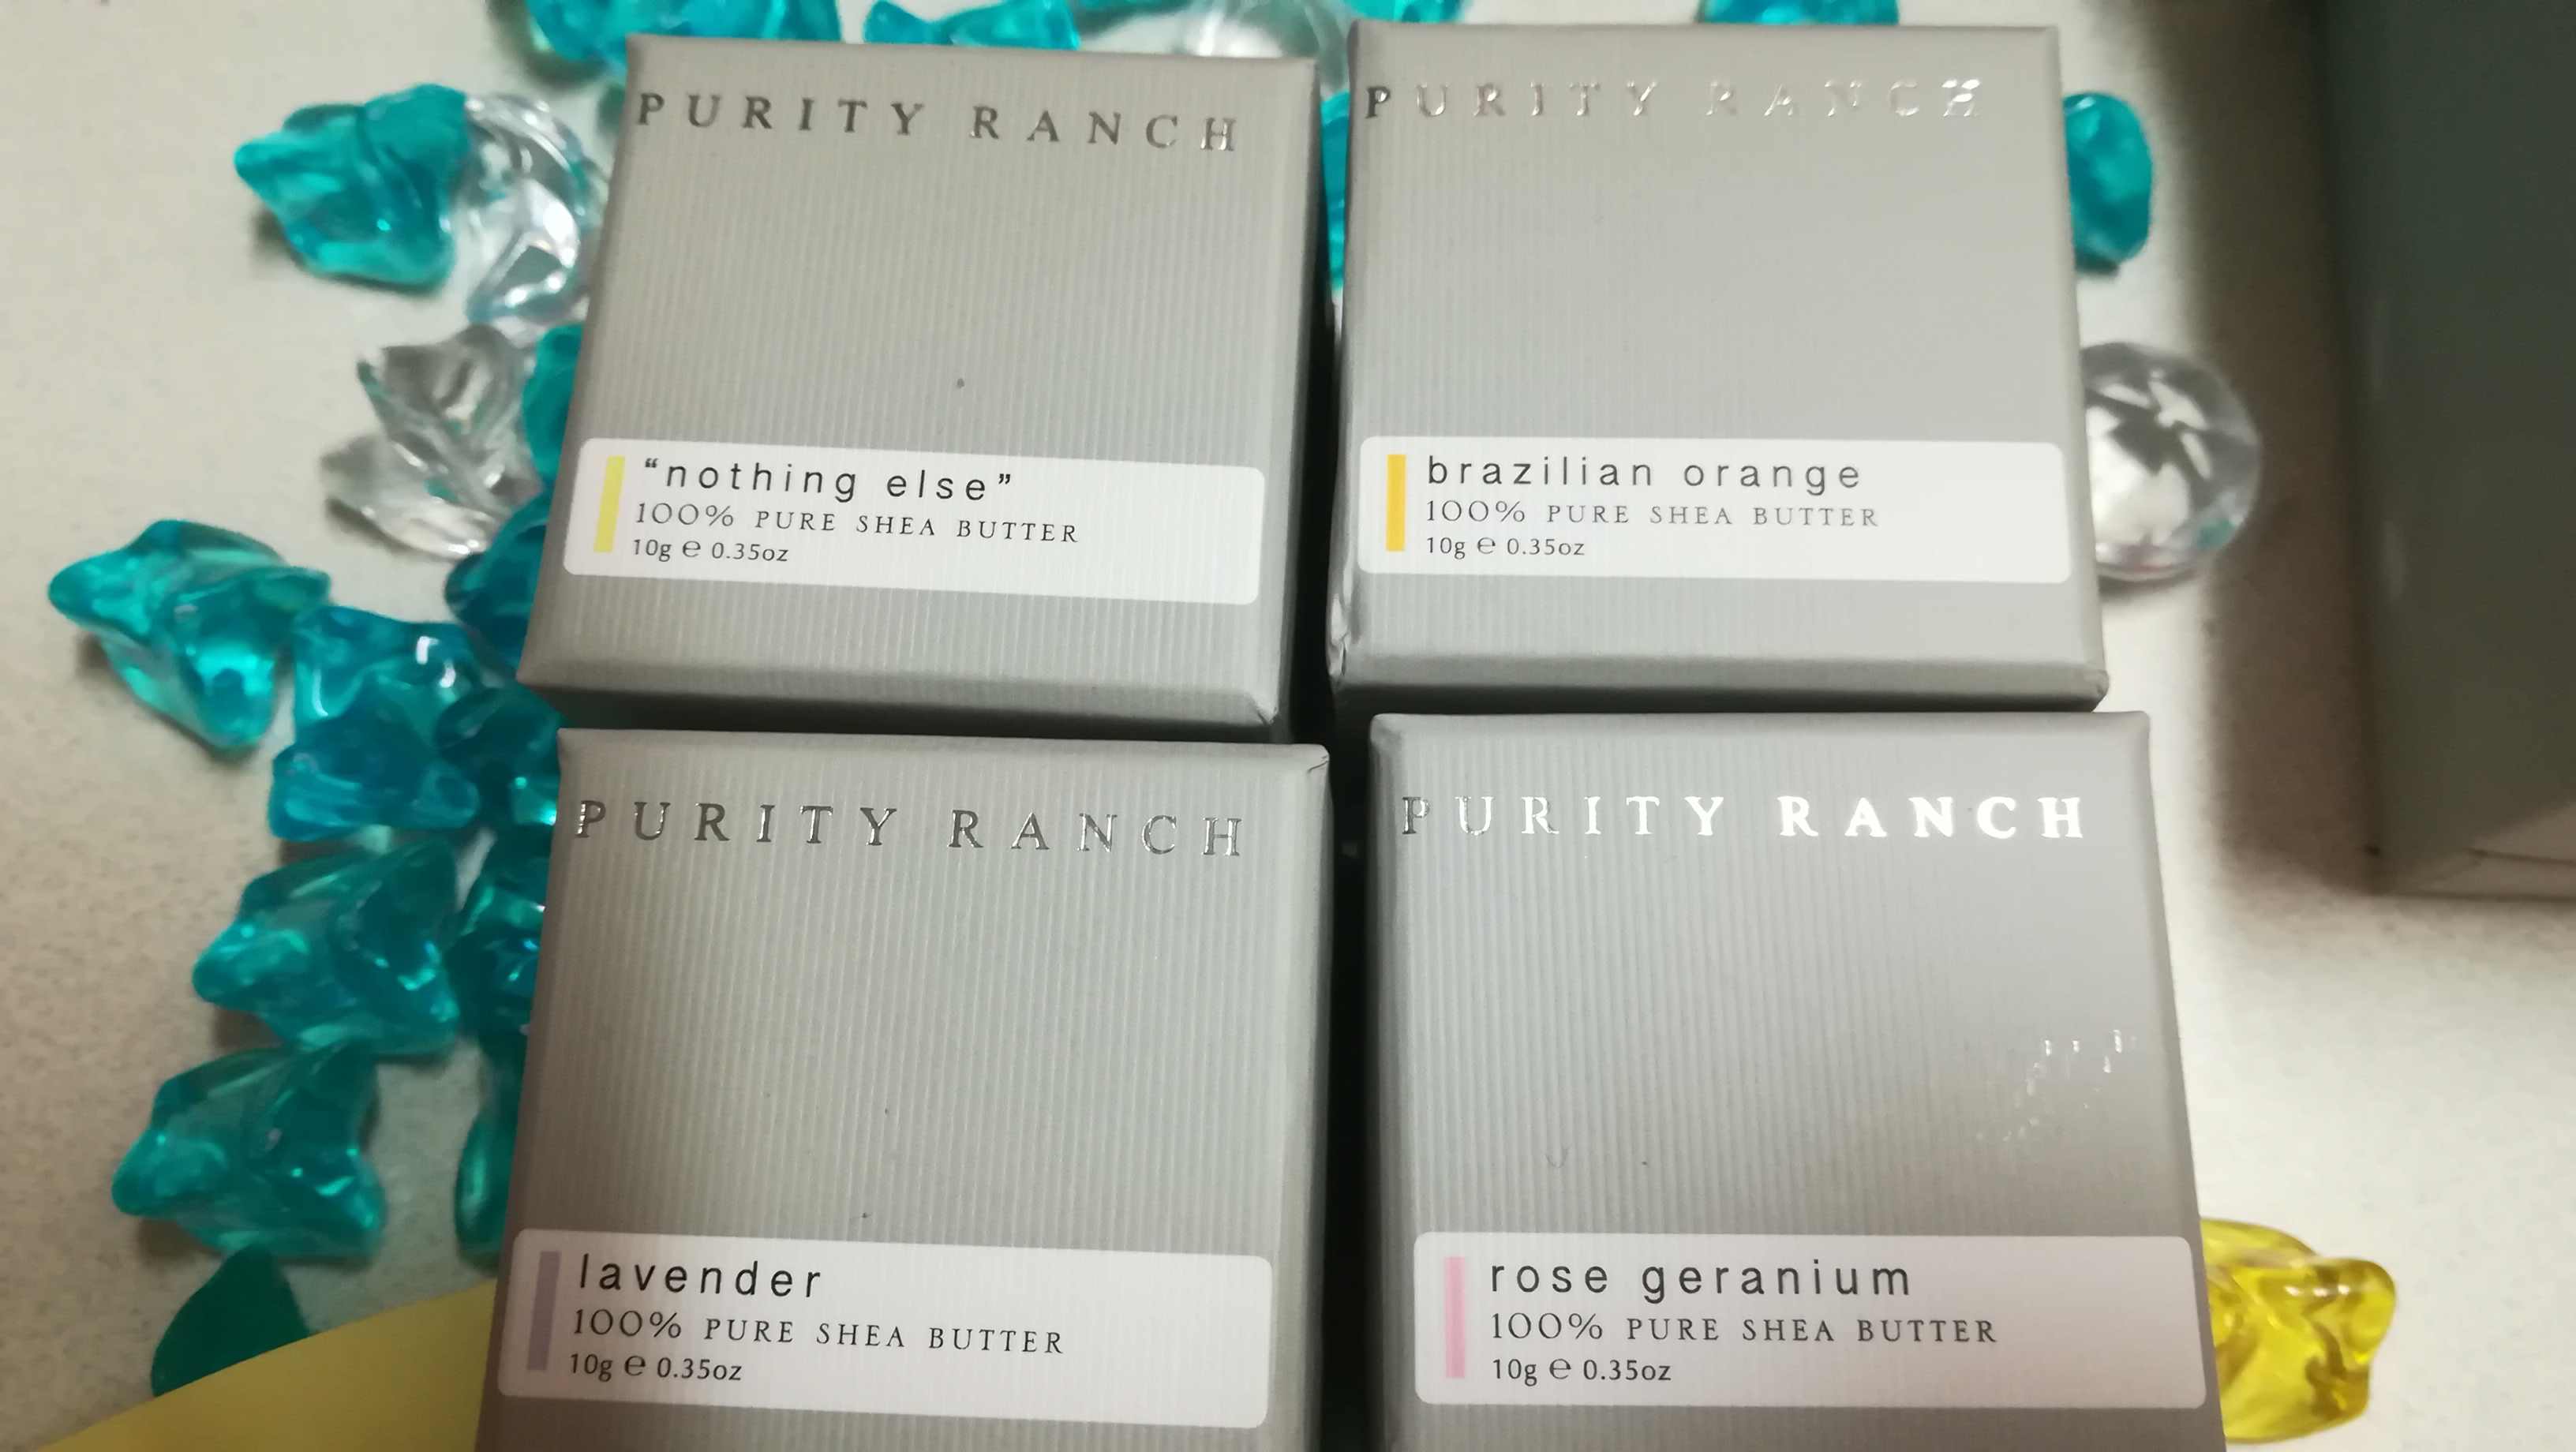 PURITY RANCH
“nothing else”
100% PURE SHEA BUTTER
10g ℮ 0.35oz
PURITY RANCH
brazilian orange
100% PURE SHEA BUTTER
10g ℮ 0.35oz
PURITY RANCH
lavender
100% PURE SHEA BUTTER
10g ℮ 0.35oz
PURITY RANCH
rose geranium
100% PURE SHEA BUTTER
10g ℮ 0.35oz